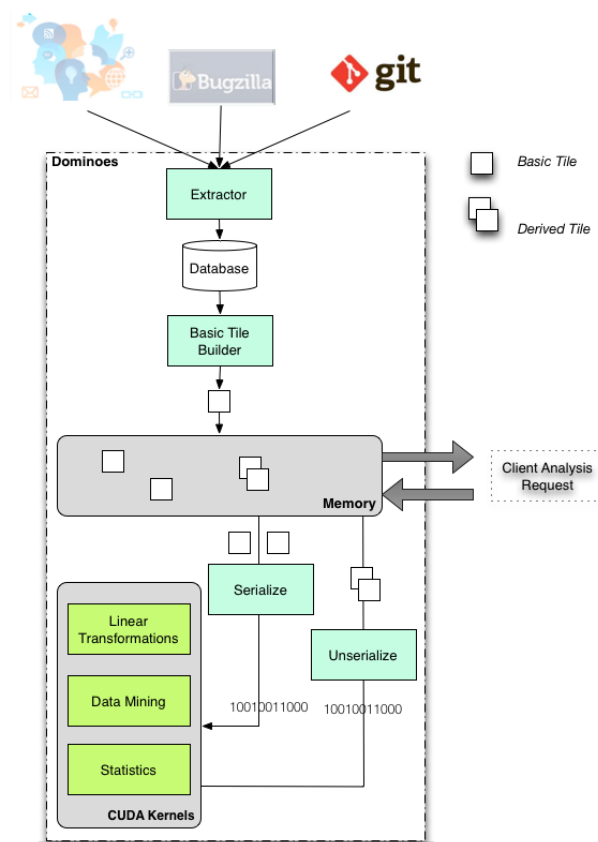 Bugzilla
git
Dominoes
Extractor
Basic Tile
Derived Tile
Database
Basic Tile
Builder
Memory
Client Analysis
Request
Serialize
Linear
Transformations
Unserialize
Data Mining
10010011000
10010011000
Statistics
CUDA Kernels